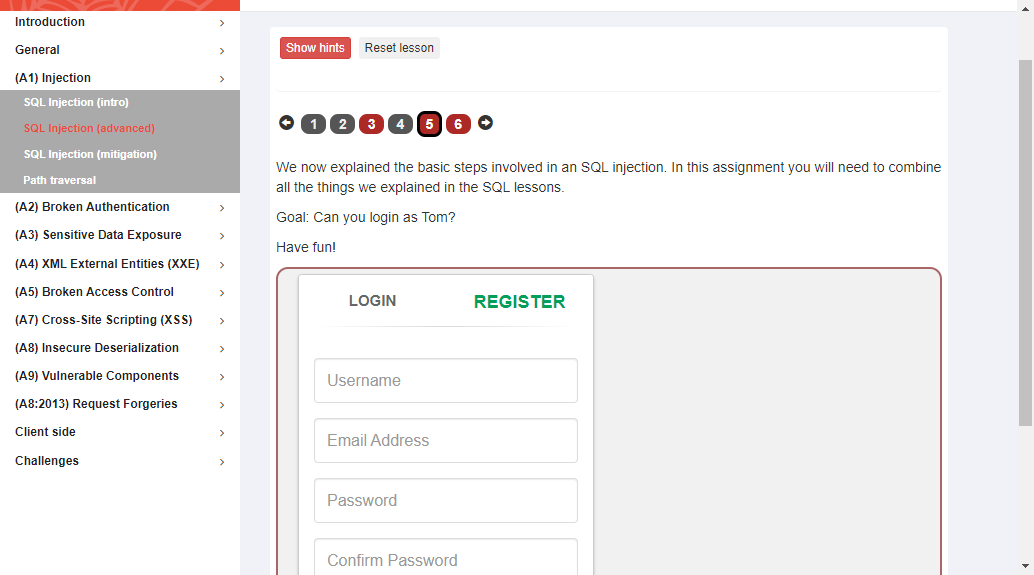 Introduction
General
(A1) Injection
SQL Injection (intro)
SQL Injection (advanced)
SQL Injection (mitigation)
Path traversal
(A2) Broken Authentication
(A3) Sensitive Data Exposure
(A4) XML External Entities (XXE)
(A5) Broken Access Control
(A7) Cross-Site Scripting (XSS)
(A8) Insecure Deserialization
(A9) Vulnerable Components
(A8:2013) Request Forgeries
Client side
Challenges
Show hints Reset lesson
1 2 3 4 5 6
We now explained the basic steps involved in an SQL injection. In this assignment you will need to combine
all the things we explained in the SQL lessons.
Goal: Can you login as Tom?
Have fun!
LOGIN REGISTER
Username
Email Address
Password
Confirm Password